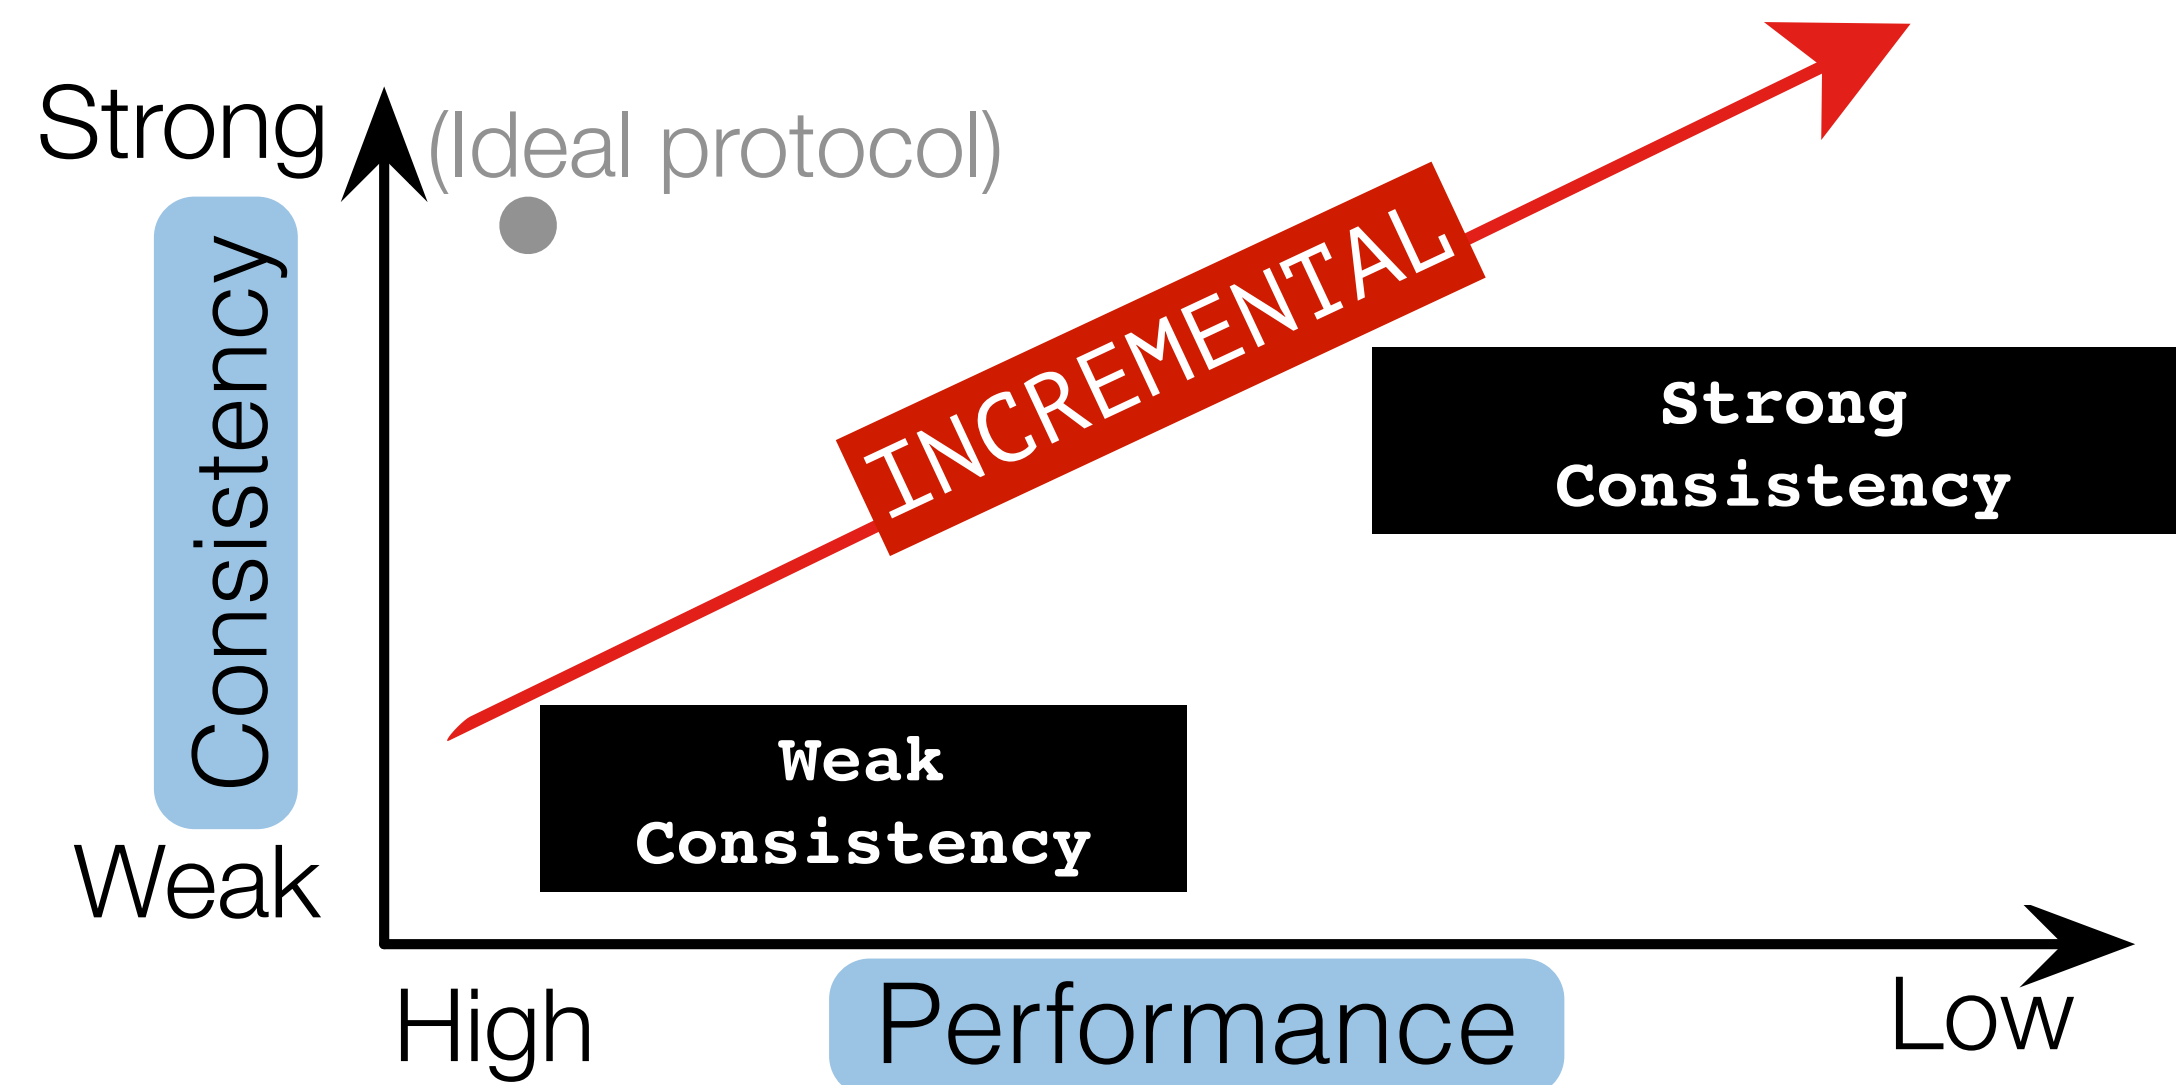 Strong
(Ideal protocol)
INCREMENTAL
Consistency
Strong
Consistency
Weak
Consistency
Weak
High
Performance
Low